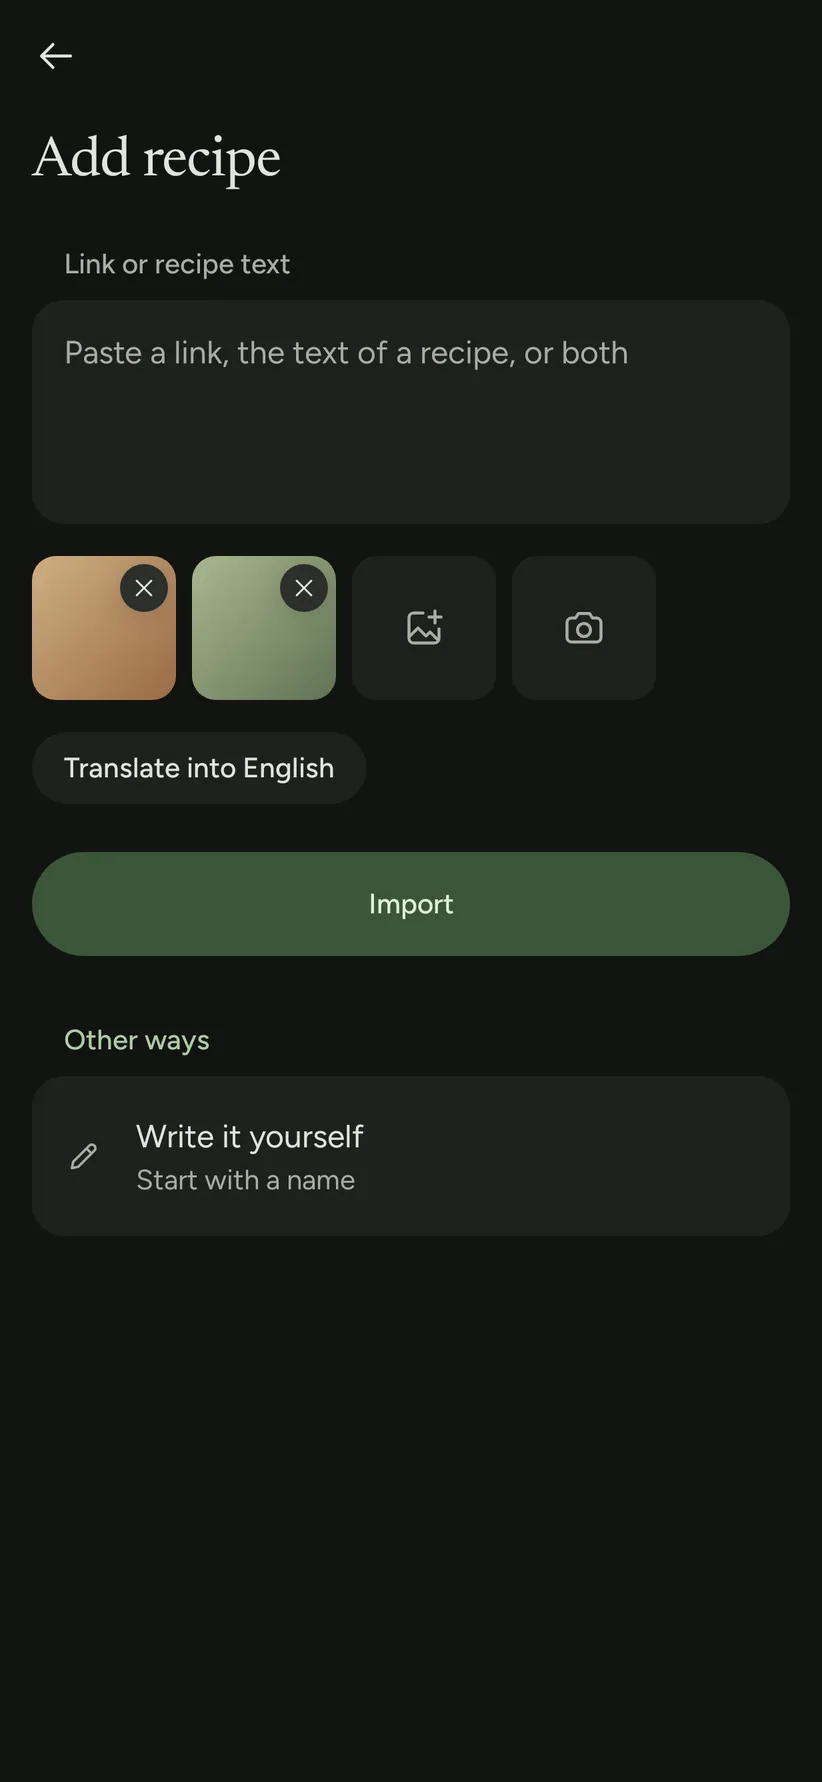 Add recipe
Link or recipe text
Paste a link, the text of a recipe, or both
Translate into English
Import
Other ways
Write it yourself
Start with a name